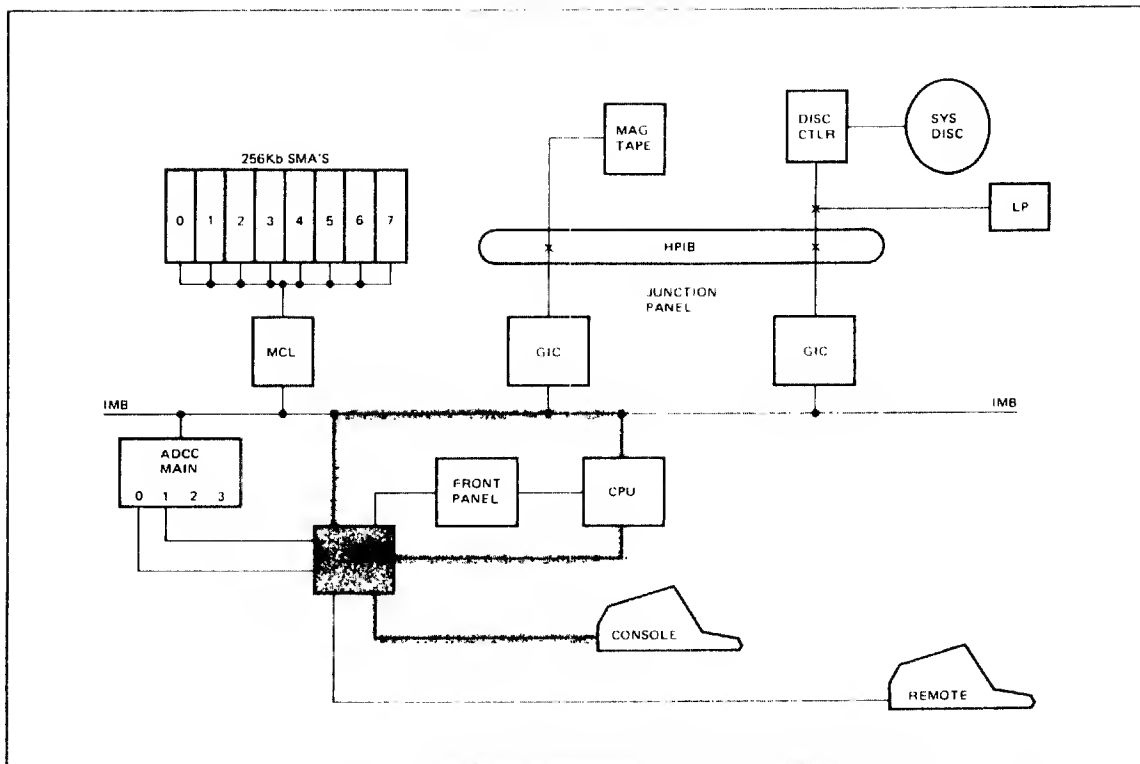 MAG
TAPE
DISC
CTLR
SYS
DISC
256Kb SMA'S
0 1 2 3 4 5 6 7
LP
HPIB
JUNCTION
PANEL
MCL
GIC
GIC
IMB
IMB
ADCC
MAIN
0 1 2 3
FRONT
PANEL
CPU
CONSOLE
REMOTE